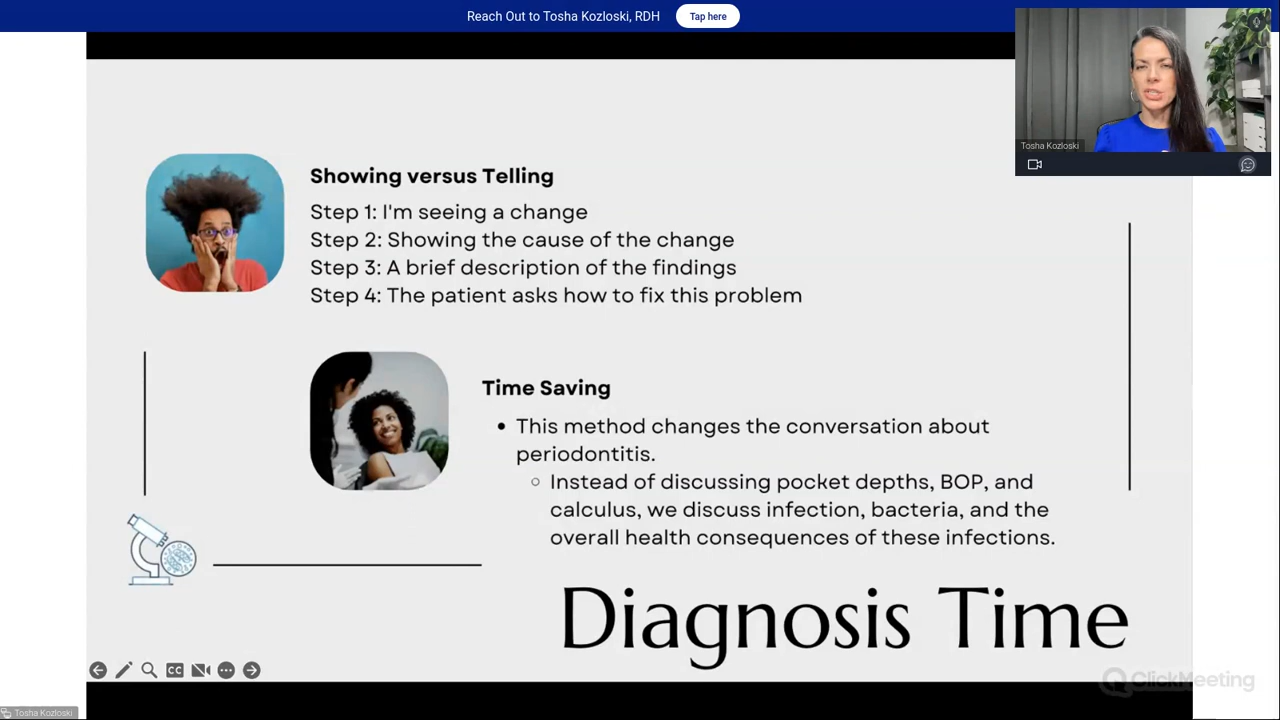 Reach Out to Tosha Kozloski, RDH
Tap here
Tosha Kozloski
Showing versus Telling
Step 1: I'm seeing a change
Step 2: Showing the cause of the change
Step 3: A brief description of the findings
Step 4: The patient asks how to fix this problem
Time Saving
• This method changes the conversation about
periodontitis.
○ Instead of discussing pocket depths, BOP, and
calculus, we discuss infection, bacteria, and the
overall health consequences of these infections.
Diagnosis Time
CC
ClickMeeting
Tosha Kozloski